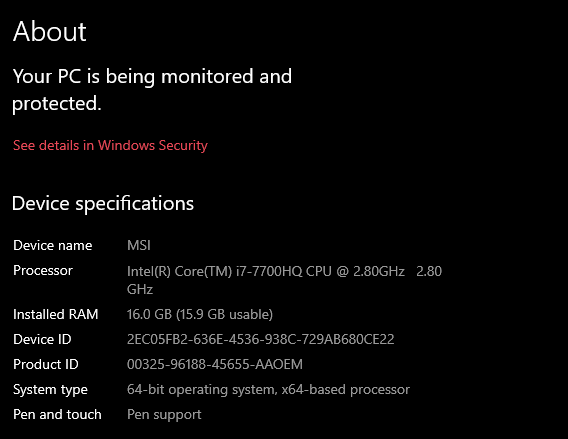 About
Your PC is being monitored and
protected.
See details in Windows Security
Device specifications
Device name MSI
Processor Intel(R) Core(TM) i7-7700HQ CPU @ 2.80GHz 2.80
GHz
Installed RAM 16.0 GB (15.9 GB usable)
Device ID 2EC05FB2-636E-4536-938C-729AB680CE22
Product ID 00325-96188-45655-AAOEM
System type 64-bit operating system, x64-based processor
Pen and touch Pen support